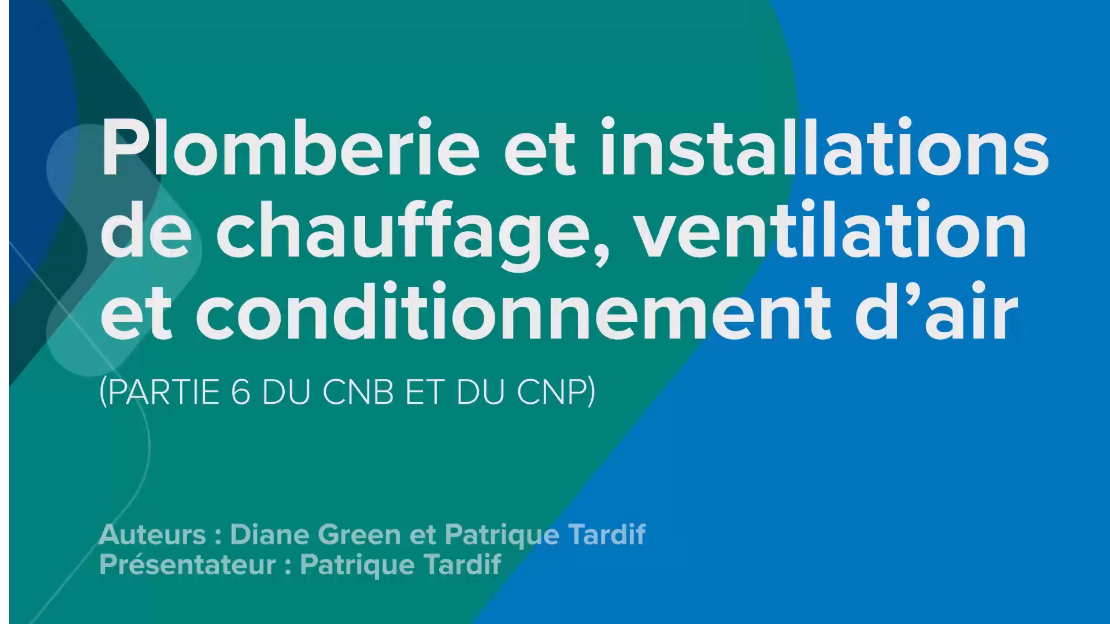 Plomberie et installations
de chauffage, ventilation
et conditionnement d’air
(PARTIE 6 DU CNB ET DU CNP)
Auteurs : Diane Green et Patrique Tardif
Présentateur : Patrique Tardif